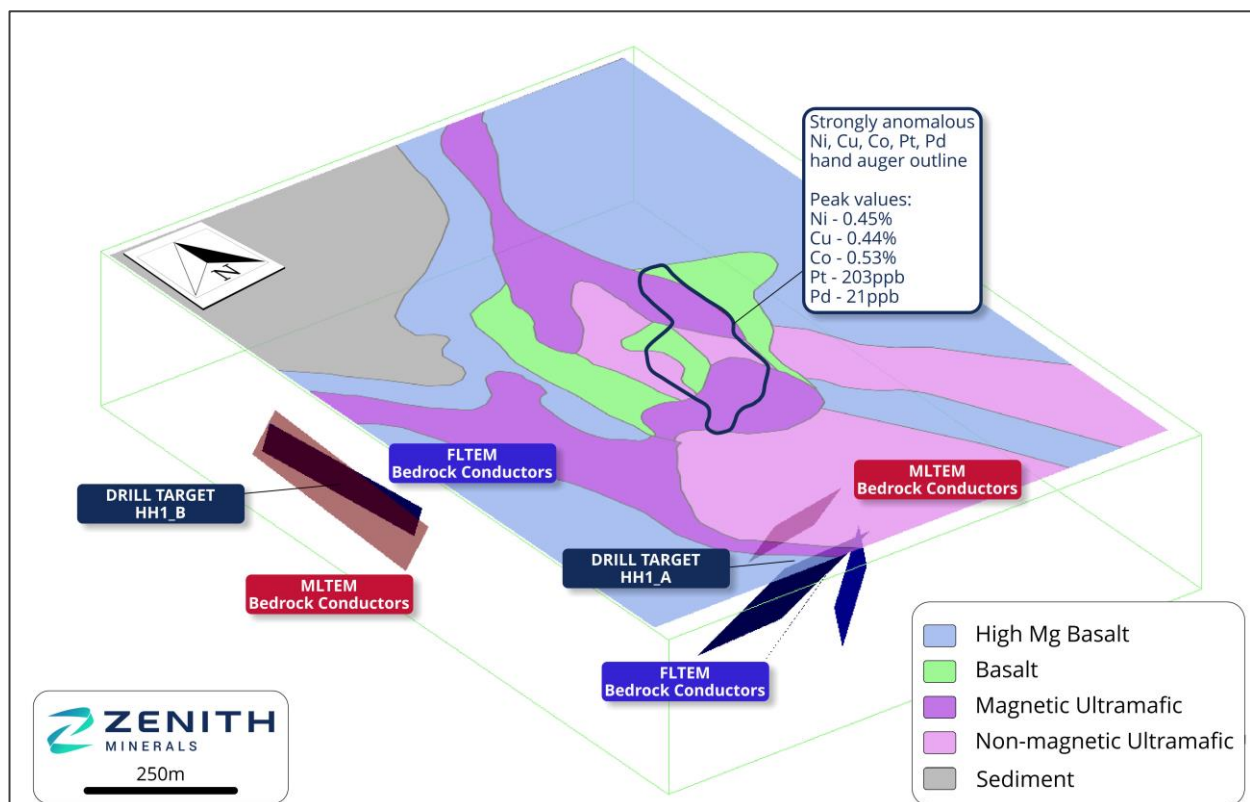 Strongly anomalous
Ni, Cu, Co, Pt, Pd
hand auger outline
Peak values:
Ni - 0.45%
Cu - 0.44%
Co - 0.53%
Pt - 203ppb
Pd - 21ppb
N
FLTEM
Bedrock Conductors
MLTEM
Bedrock Conductors
DRILL TARGET
HH1_B
DRILL TARGET
HH1_A
MLTEM
Bedrock Conductors
FLTEM
Bedrock Conductors
High Mg Basalt
Basalt
Magnetic Ultramafic
Non-magnetic Ultramafic
Sediment
ZENITH
MINERALS
250m